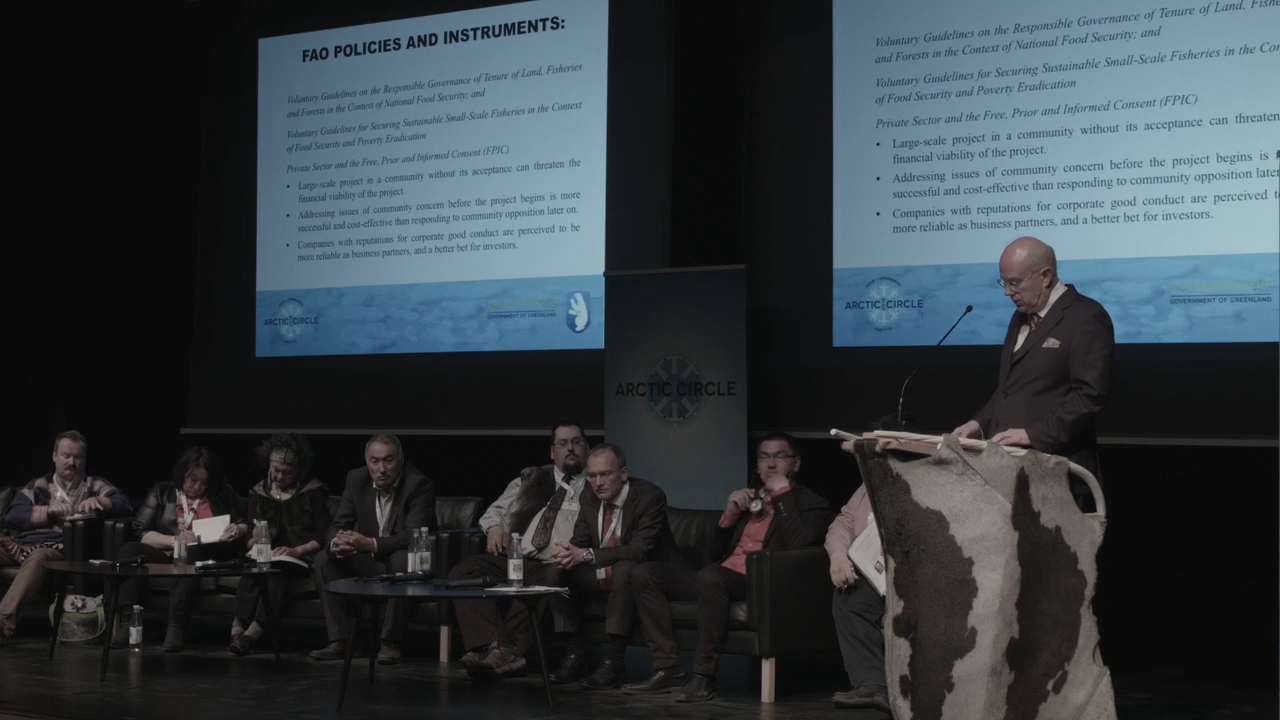 FAO POLICIES AND INSTRUMENTS:
Voluntary Guidelines on the Responsible Governance of Tenure of Land, Fisheries
and Forests in the Context of National Food Security; and
Voluntary Guidelines for Securing Sustainable Small-Scale Fisheries in the Context
of Food Security and Poverty Eradication
Private Sector and the Free, Prior and Informed Consent (FPIC)
• Large-scale project in a community without its acceptance can threaten the
financial viability of the project.
• Addressing issues of community concern before the project begins is more
successful and cost-effective than responding to community opposition later on.
• Companies with reputations for corporate good conduct are perceived to be
more reliable as business partners, and a better bet for investors.
ARCTIC CIRCLE
GOVERNMENT OF GREENLAND
Voluntary Guidelines on the Responsible Governance of Tenure of Land, Fishe
and Forests in the Context of National Food Security; and
Voluntary Guidelines for Securing Sustainable Small-Scale Fisheries in the Con
of Food Security and Poverty Eradication
Private Sector and the Free, Prior and Informed Consent (FPIC)
• Large-scale project in a community without its acceptance can threaten
financial viability of the project.
• Addressing issues of community concern before the project begins is
successful and cost-effective than responding to community opposition later
• Companies with reputations for corporate good conduct are perceived t
more reliable as business partners, and a better bet for investors.
ARCTIC CIRCLE
GOVERNMENT OF GREENLAND
ARCTIC CIRCLE